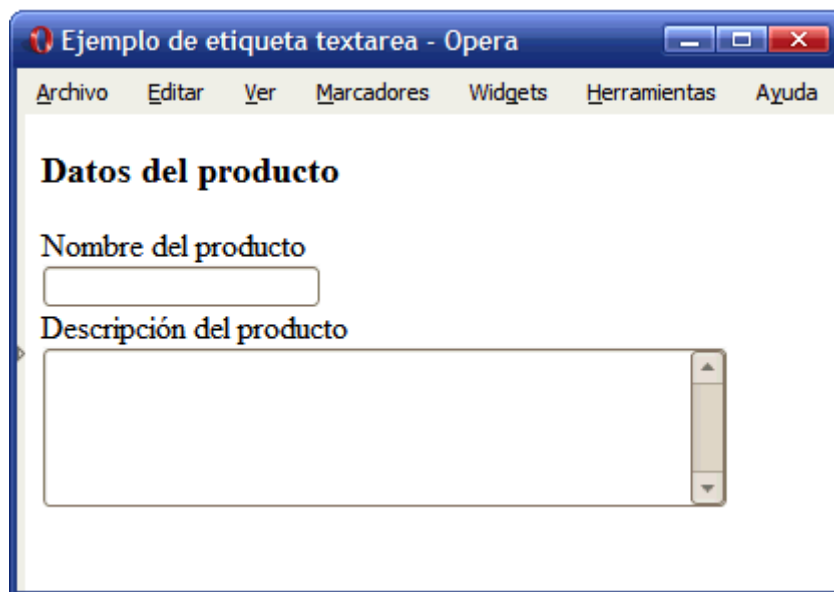 Ejemplo de etiqueta textarea - Opera
Archivo Editar Ver Marcadores Widgets Herramientas Ayuda
Datos del producto
Nombre del producto
Descripción del producto